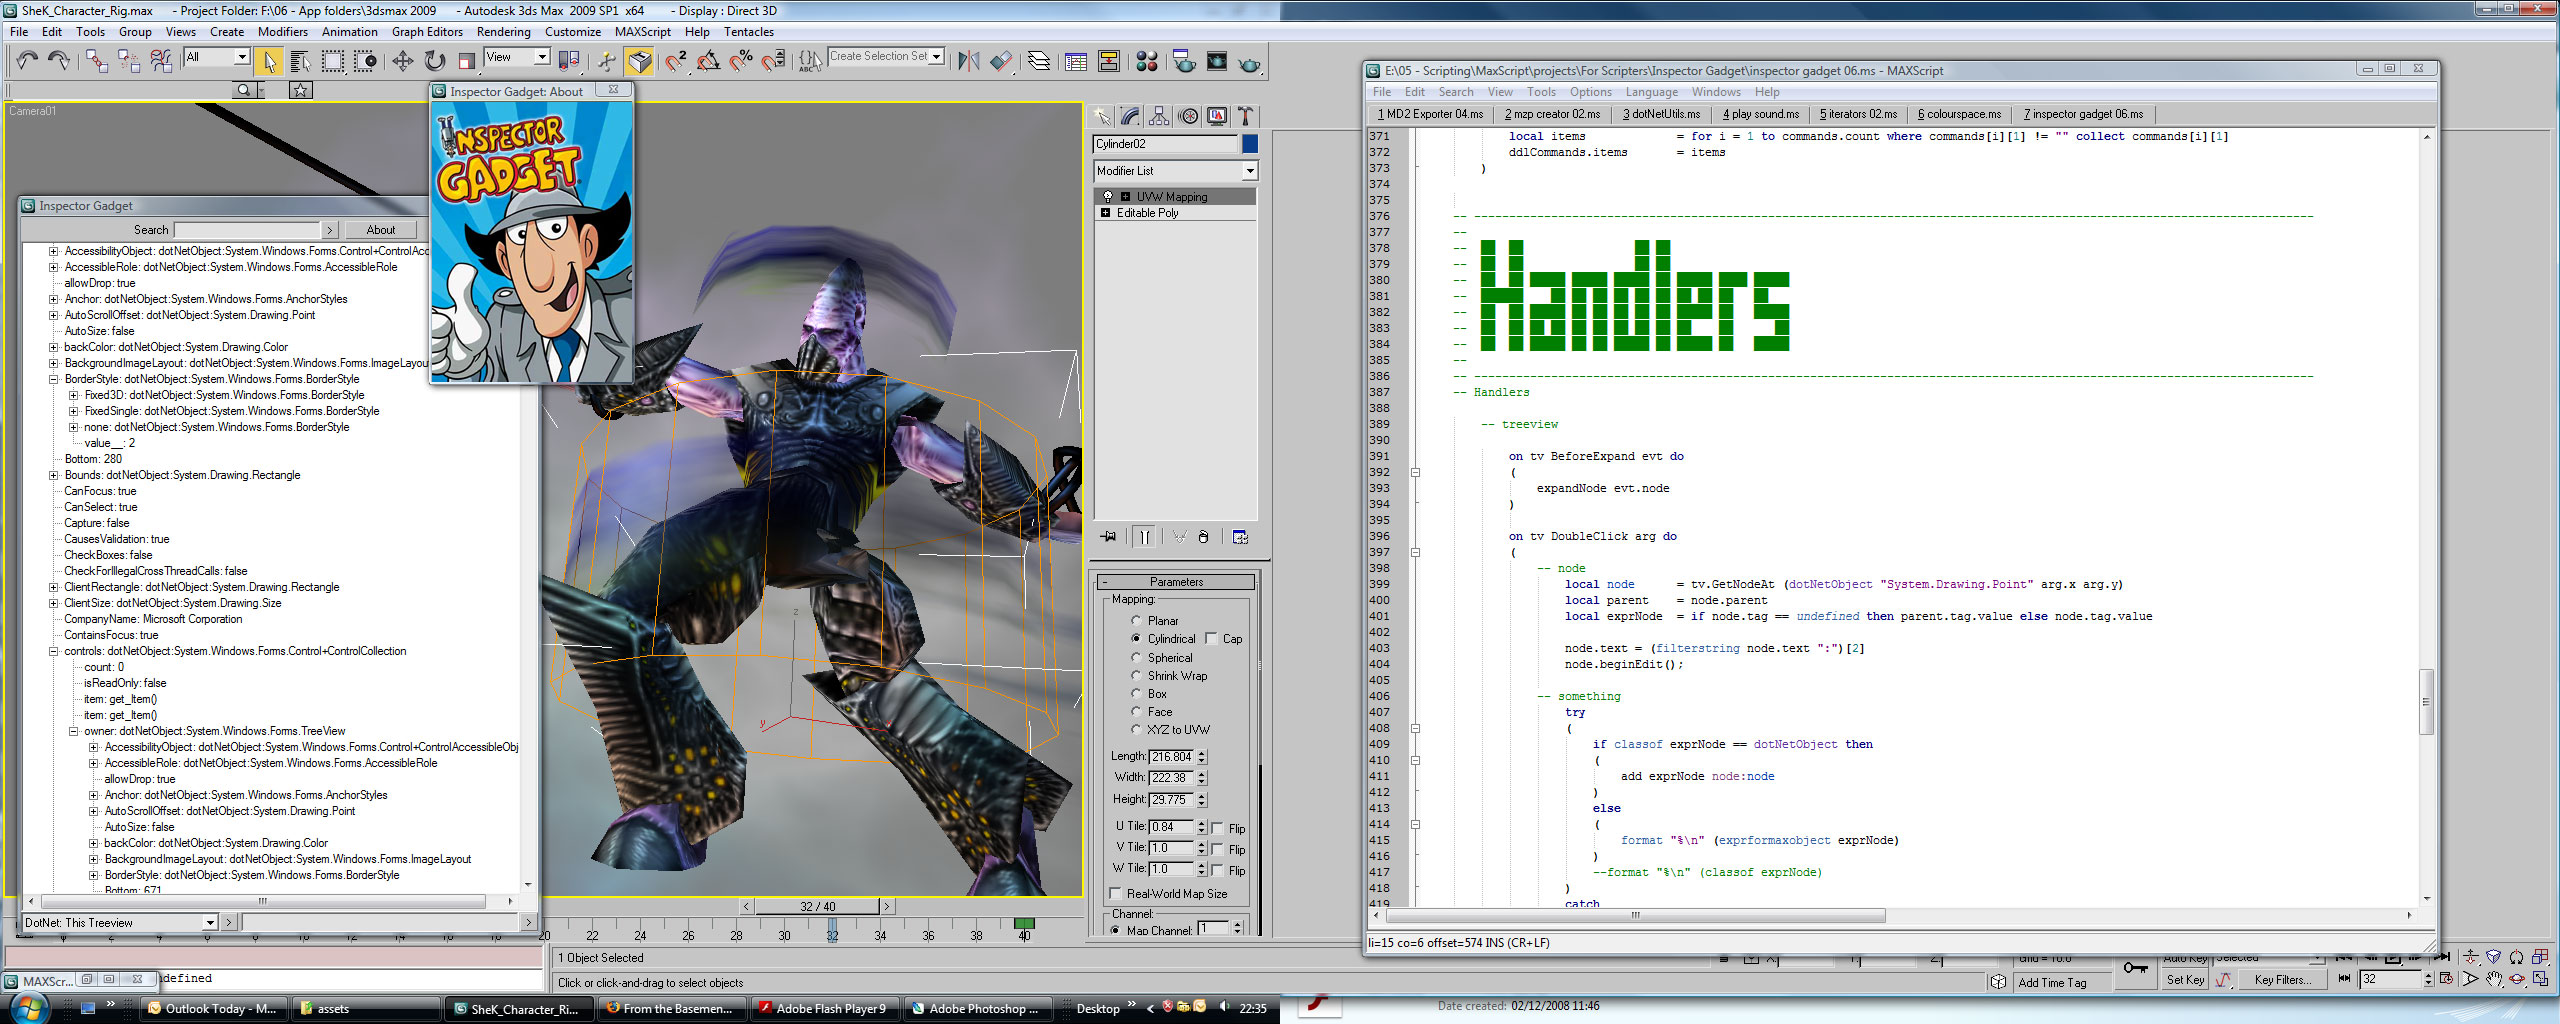 SheK_Character_Rig.max - Project Folder: F:\06 - App folders\3dsmax 2009 - Autodesk 3ds Max 2009 SP1 x64 - Display : Direct 3D
File Edit Tools Group Views Create Modifiers Animation Graph Editors Rendering Customize MAXScript Help Tentacles
All
View
Create Selection Set
Camera01
Inspector Gadget: About
INSPECTOR
GADGET
Inspector Gadget
Search > About
AccessibilityObject: dotNetObject:System.Windows.Forms.Control+ControlAcc
AccessibleRole: dotNetObject:System.Windows.Forms.AccessibleRole
allowDrop: true
Anchor: dotNetObject:System.Windows.Forms.AnchorStyles
AutoScrollOffset: dotNetObject:System.Drawing.Point
AutoSize: false
backColor: dotNetObject:System.Drawing.Color
BackgroundImageLayout: dotNetObject:System.Windows.Forms.ImageLayou
BorderStyle: dotNetObject:System.Windows.Forms.BorderStyle
Fixed3D: dotNetObject:System.Windows.Forms.BorderStyle
FixedSingle: dotNetObject:System.Windows.Forms.BorderStyle
none: dotNetObject:System.Windows.Forms.BorderStyle
value__: 2
Bottom: 280
Bounds: dotNetObject:System.Drawing.Rectangle
CanFocus: true
CanSelect: true
Capture: false
CausesValidation: true
CheckBoxes: false
CheckForIllegalCrossThreadCalls: false
ClientRectangle: dotNetObject:System.Drawing.Rectangle
ClientSize: dotNetObject:System.Drawing.Size
CompanyName: Microsoft Corporation
ContainsFocus: true
controls: dotNetObject:System.Windows.Forms.Control+ControlCollection
count: 0
isReadOnly: false
item: get_Item()
item: get_Item()
owner: dotNetObject:System.Windows.Forms.TreeView
AccessibilityObject: dotNetObject:System.Windows.Forms.Control+ControlAccessibleObj
AccessibleRole: dotNetObject:System.Windows.Forms.AccessibleRole
allowDrop: true
Anchor: dotNetObject:System.Windows.Forms.AnchorStyles
AutoScrollOffset: dotNetObject:System.Drawing.Point
AutoSize: false
backColor: dotNetObject:System.Drawing.Color
BackgroundImageLayout: dotNetObject:System.Windows.Forms.ImageLayout
BorderStyle: dotNetObject:System.Windows.Forms.BorderStyle
Bottom: 671
DotNet: This Treeview
z
y
Cylinder02
Modifier List
UVW Mapping
Editable Poly
- Parameters
Mapping:
Planar
Cylindrical Cap
Spherical
Shrink Wrap
Box
Face
XYZ to UVW
Length: 216.804
Width: 222.38
Height: 29.775
U Tile: 0.84 Flip
V Tile: 1.0 Flip
W Tile: 1.0 Flip
Real-World Map Size
Channel:
Map Channel: 1
< 32 / 40 >
20 22 24 26 28 30 32 34 36 38 40
1 Object Selected
Click or click-and-drag to select objects
MAXScr...
ndefined
E:\05 - Scripting\MaxScript\projects\For Scripters\Inspector Gadget\inspector gadget 06.ms - MAXScript
File Edit Search View Tools Options Language Windows Help
1 MD2 Exporter 04.ms 2 mzp creator 02.ms 3 dotNetUtils.ms 4 play sound.ms 5 iterators 02.ms 6 colourspace.ms 7 inspector gadget 06.ms
371 local items = for i = 1 to commands.count where commands[i][1] != "" collect commands[i][1]
372 ddlCommands.items = items
373 )
374
375
376 -- ------------------------------------------------------------------------------------------------------------------------
377 --
378 --
379 --
380 --
381 -- Handlers
382 --
383 --
384 --
385 --
386 -- ------------------------------------------------------------------------------------------------------------------------
387 -- Handlers
388
389 -- treeview
390
391 on tv BeforeExpand evt do
392 (
393 expandNode evt.node
394 )
395
396 on tv DoubleClick arg do
397 (
398 -- node
399 local node = tv.GetNodeAt (dotNetObject "System.Drawing.Point" arg.x arg.y)
400 local parent = node.parent
401 local exprNode = if node.tag == undefined then parent.tag.value else node.tag.value
402
403 node.text = (filterstring node.text ":")[2]
404 node.beginEdit();
405
406 -- something
407 try
408 (
409 if classof exprNode == dotNetObject then
410 (
411 add exprNode node:node
412 )
413 else
414 (
415 format "%\n" (exprformaxobject exprNode)
416 )
417 --format "%\n" (classof exprNode)
418 )
419 catch
li=15 co=6 offset=574 INS (CR+LF)
Add Time Tag
Auto Key Selected
Set Key Key Filters...
32
Outlook Today - M...
assets
SheK_Character_Ri...
From the Basemen...
Adobe Flash Player 9
Adobe Photoshop ...
Desktop
22:35
Date created: 02/12/2008 11:46